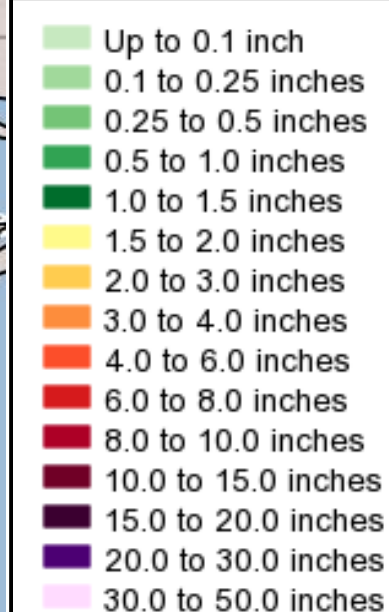 Up to 0.1 inch
0.1 to 0.25 inches
0.25 to 0.5 inches
0.5 to 1.0 inches
1.0 to 1.5 inches
1.5 to 2.0 inches
2.0 to 3.0 inches
3.0 to 4.0 inches
4.0 to 6.0 inches
6.0 to 8.0 inches
8.0 to 10.0 inches
10.0 to 15.0 inches
15.0 to 20.0 inches
20.0 to 30.0 inches
30.0 to 50.0 inches